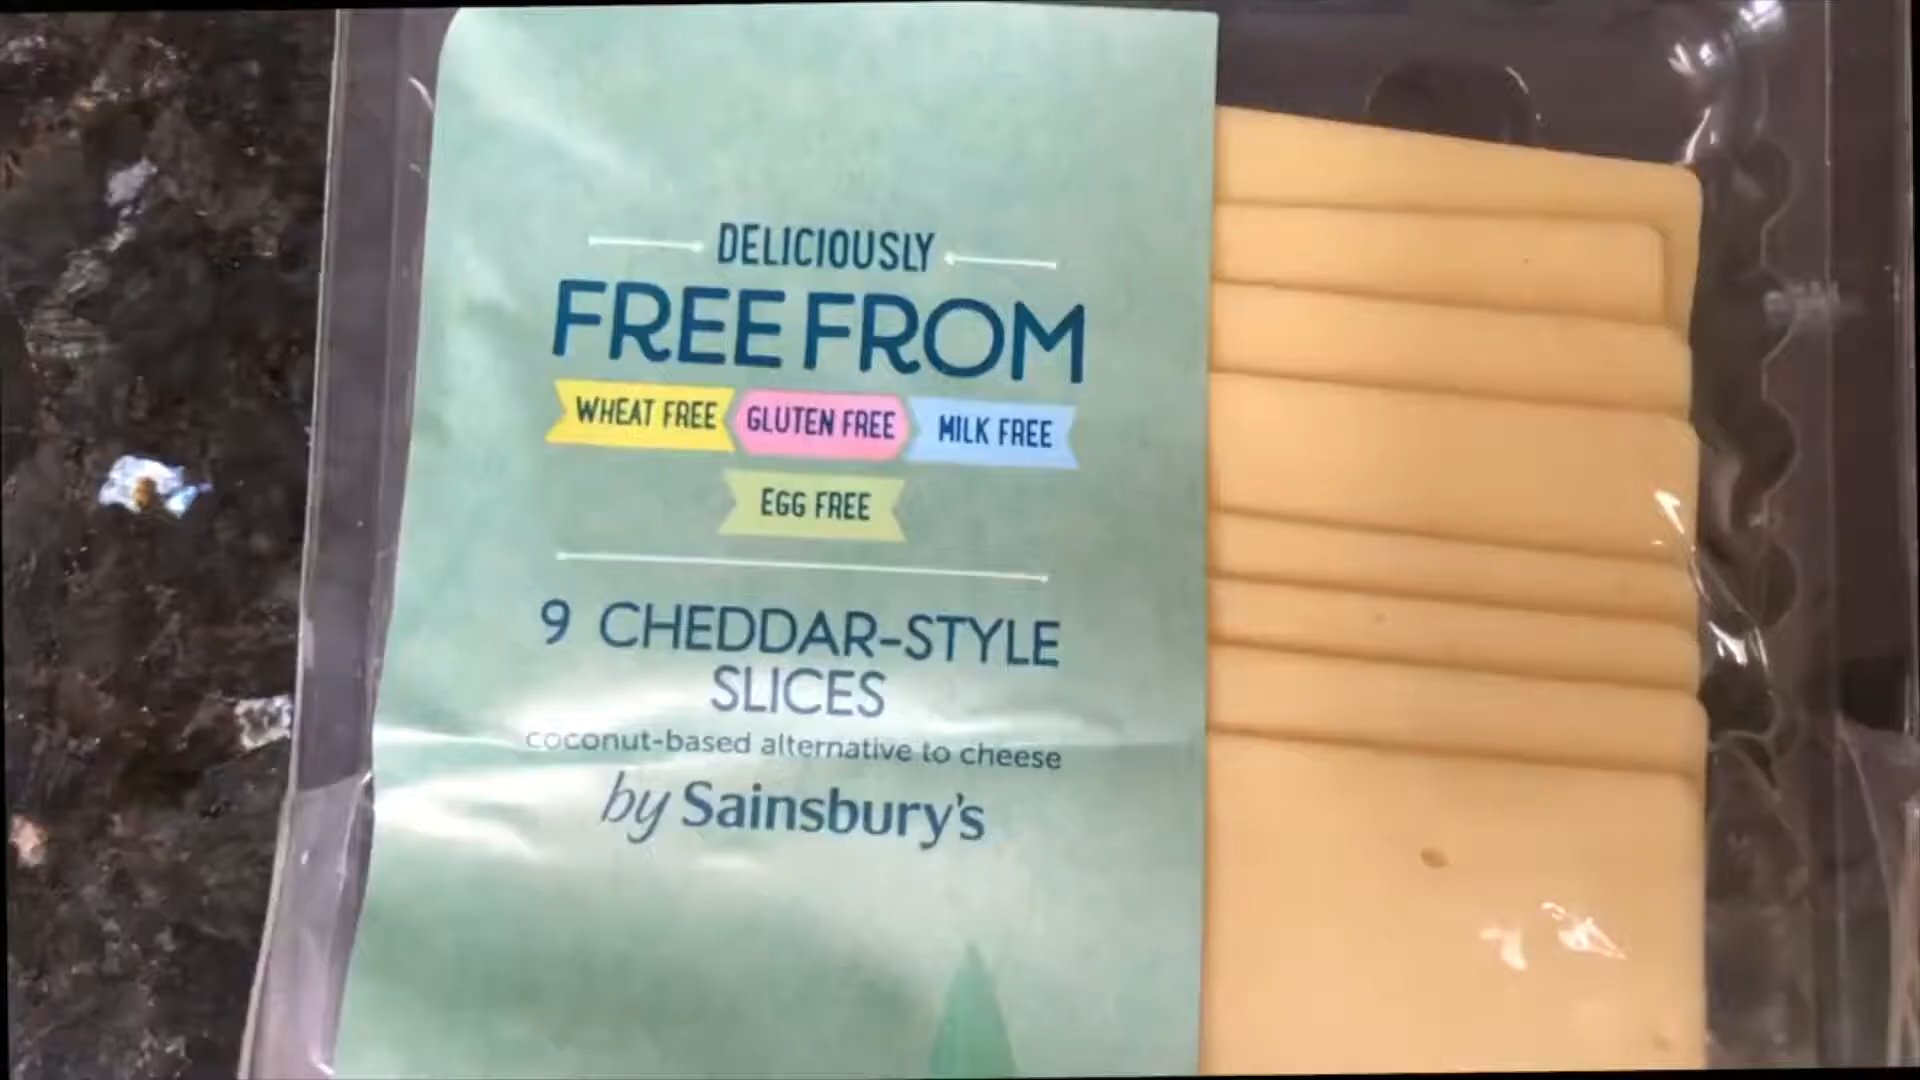 DELICIOUSLY
FREE FROM
WHEAT FREE GLUTEN FREE MILK FREE
EGG FREE
9 CHEDDAR-STYLE
SLICES
coconut-based alternative to cheese
by Sainsbury's